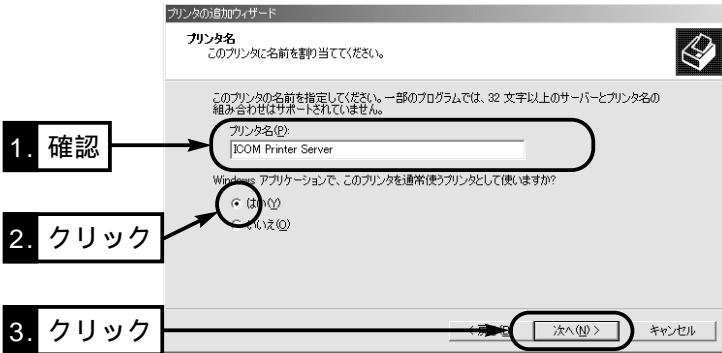 プリンタの追加ウィザード
プリンタ名
このプリンタに名前を割り当ててください。
このプリンタの名前を指定してください。一部のプログラムでは、32 文字以上のサーバーとプリンタ名の
組み合わせはサポートされていません。
1. 確認
プリンタ名(P):
ICOM Printer Server
Windows アプリケーションで、このプリンタを通常使うプリンタとして使いますか?
はい(Y)
2. クリック
いいえ(O)
3. クリック
次へ(N) >
キャンセル